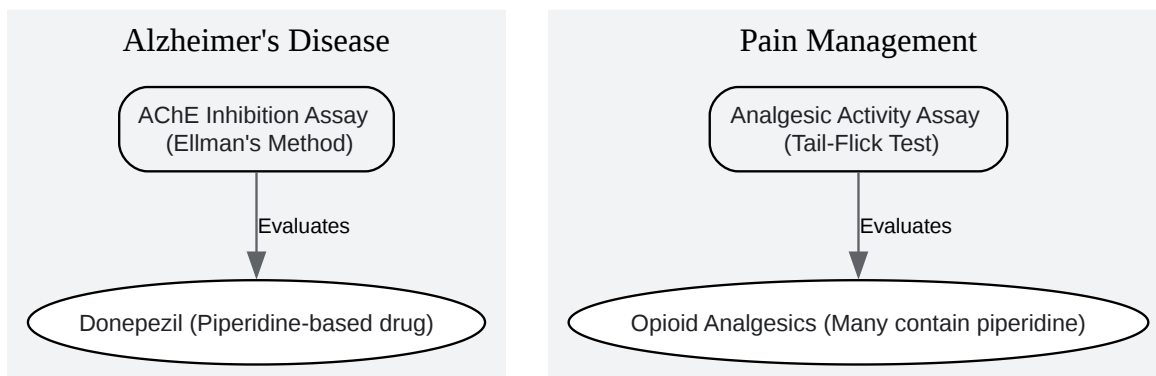 Alzheimer's Disease
AChE Inhibition Assay
(Ellman's Method)
Evaluates
Donepezil (Piperidine-based drug)
Pain Management
Analgesic Activity Assay
(Tail-Flick Test)
Evaluates
Opioid Analgesics (Many contain piperidine)